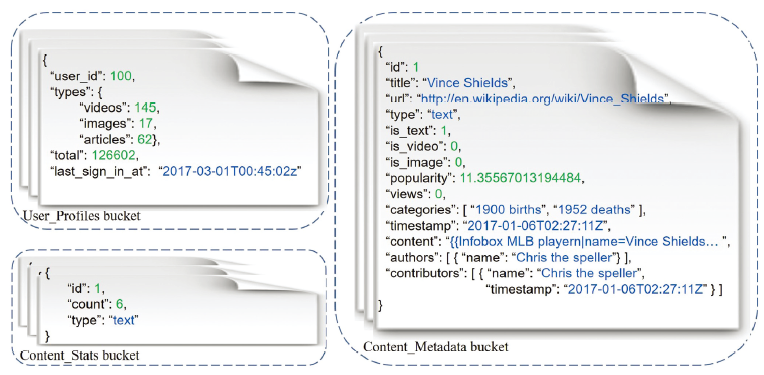 {
"user_id": 100,
"types": {
"videos": 145,
"images": 17,
"articles": 62},
"total": 126602,
"last_sign_in_at": "2017-03-01T00:45:02z"
User_Profiles bucket
{
{
"id": 1,
"count": 6,
"type": "text"
}
Content_Stats bucket
{
"id": 1
"title": "Vince Shields",
"url": "http://en.wikipedia.org/wiki/Vince_Shields",
"type": "text",
"is_text": 1,
"is_video": 0,
"is_image": 0,
"popularity": 11.35567013194484,
"views": 0,
"categories": [ "1900 births", "1952 deaths" ],
"timestamp": "2017-01-06T02:27:11Z",
"content": "{{Infobox MLB playern|name=Vince Shields... ",
"authors": [ { "name": "Chris the speller"} ],
"contributors": [ { "name": "Chris the speller",
"timestamp": "2017-01-06T02:27:11Z" } ]
}
Content_Metadata bucket